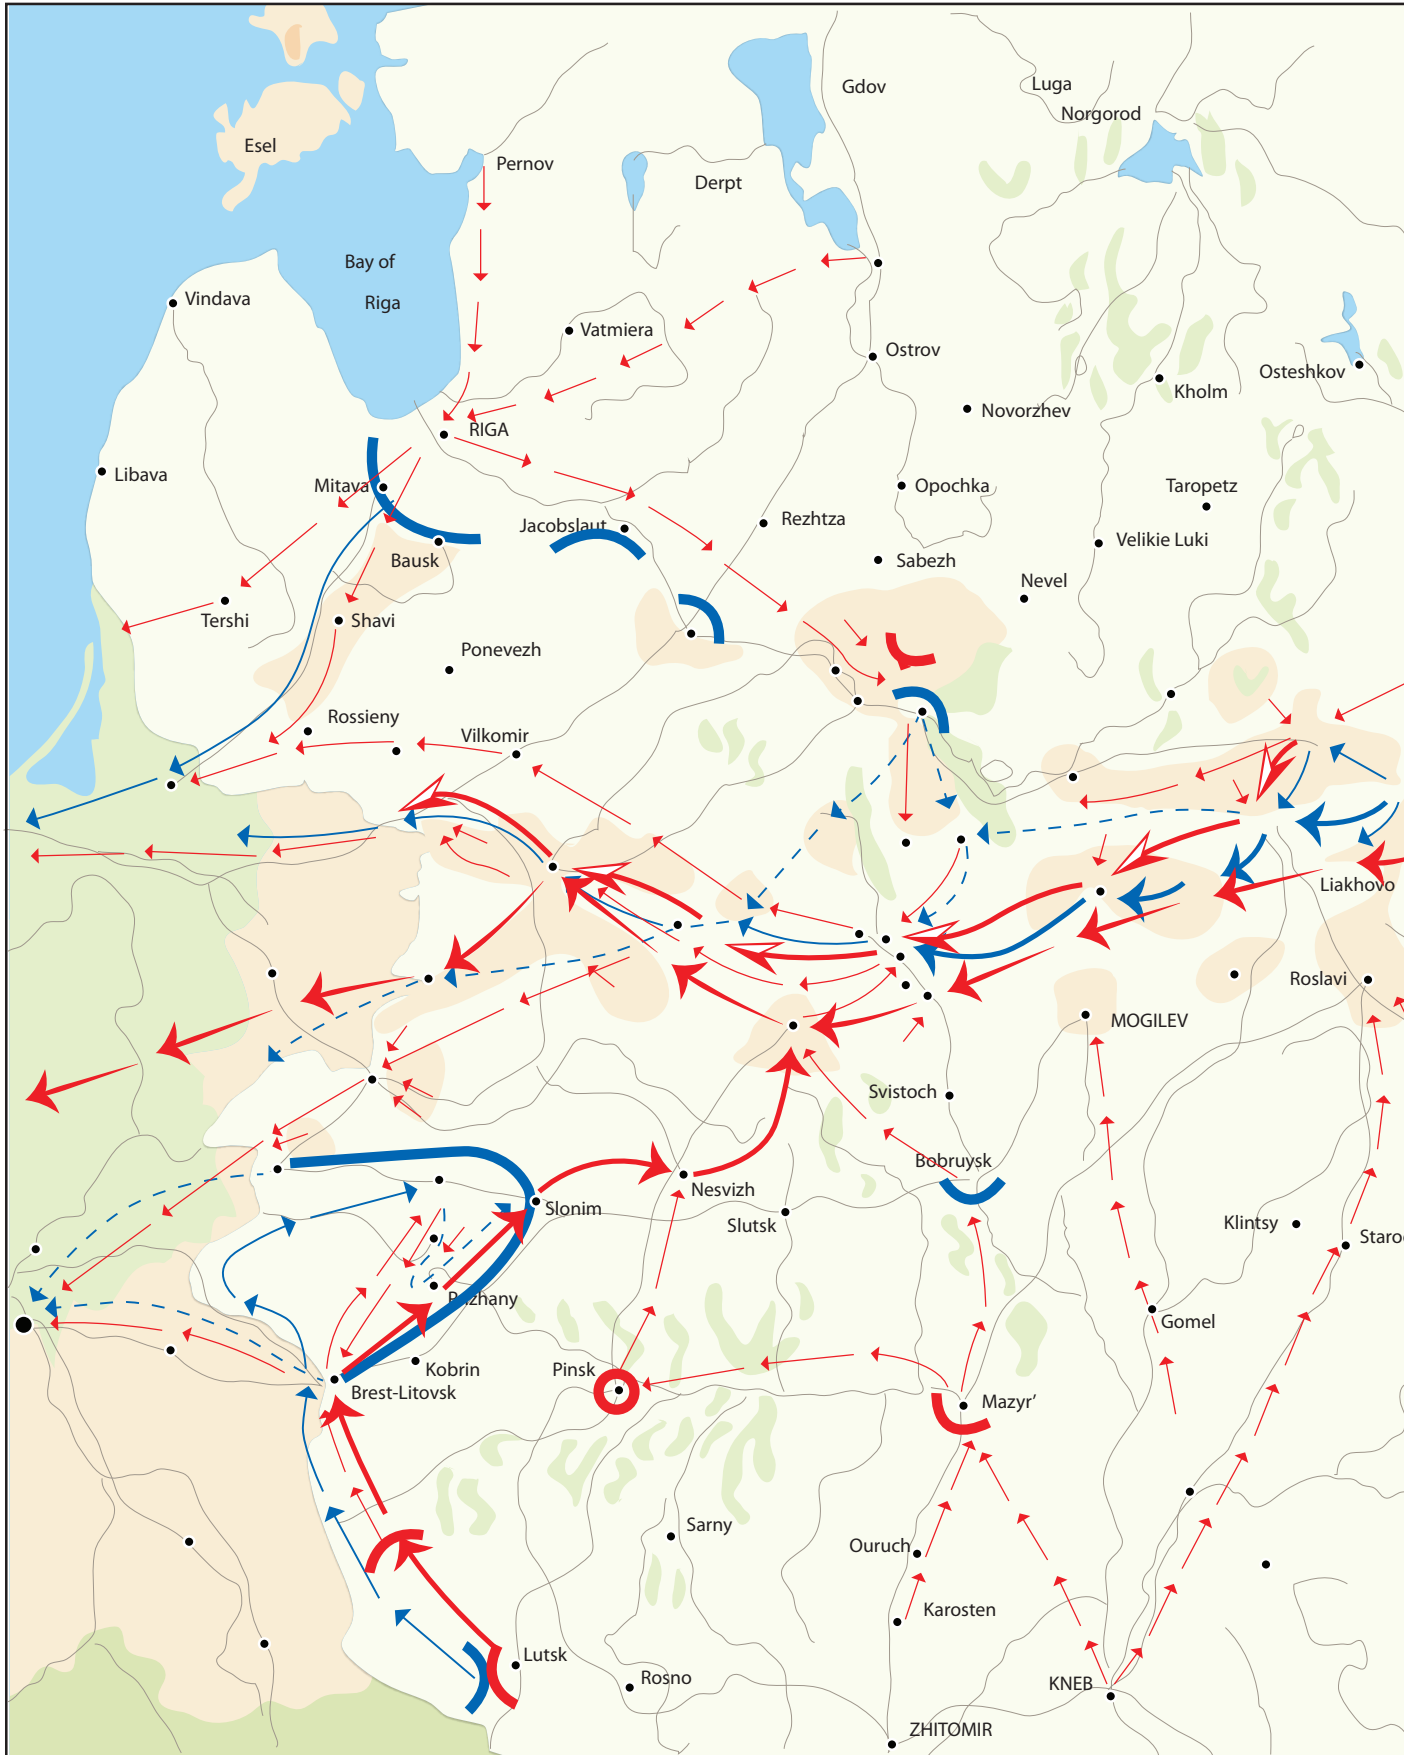 Gdov
Luga
Norgorod
Esel
Pernov
Derpt
Bay of
Riga
Vindava
Vatmiera
Ostrov
Osteshkov
Kholm
Novorzhev
RIGA
Libava
Mitava
Opochka
Taropetz
Jacobslaut
Rezhtza
Bausk
Sabezh
Velikie Luki
Nevel
Tershi
Shavi
Ponevezh
Rossieny
Vilkomir
Liakhovo
Roslavi
MOGILEV
Svistoch
Bobruysk
Nesvizh
Slonim
Slutsk
Klintsy
Staro
Pruzhany
Gomel
Kobrin
Pinsk
Brest-Litovsk
Mazyr’
Sarny
Ouruch
Karosten
Lutsk
Rosno
KNEB
ZHITOMIR